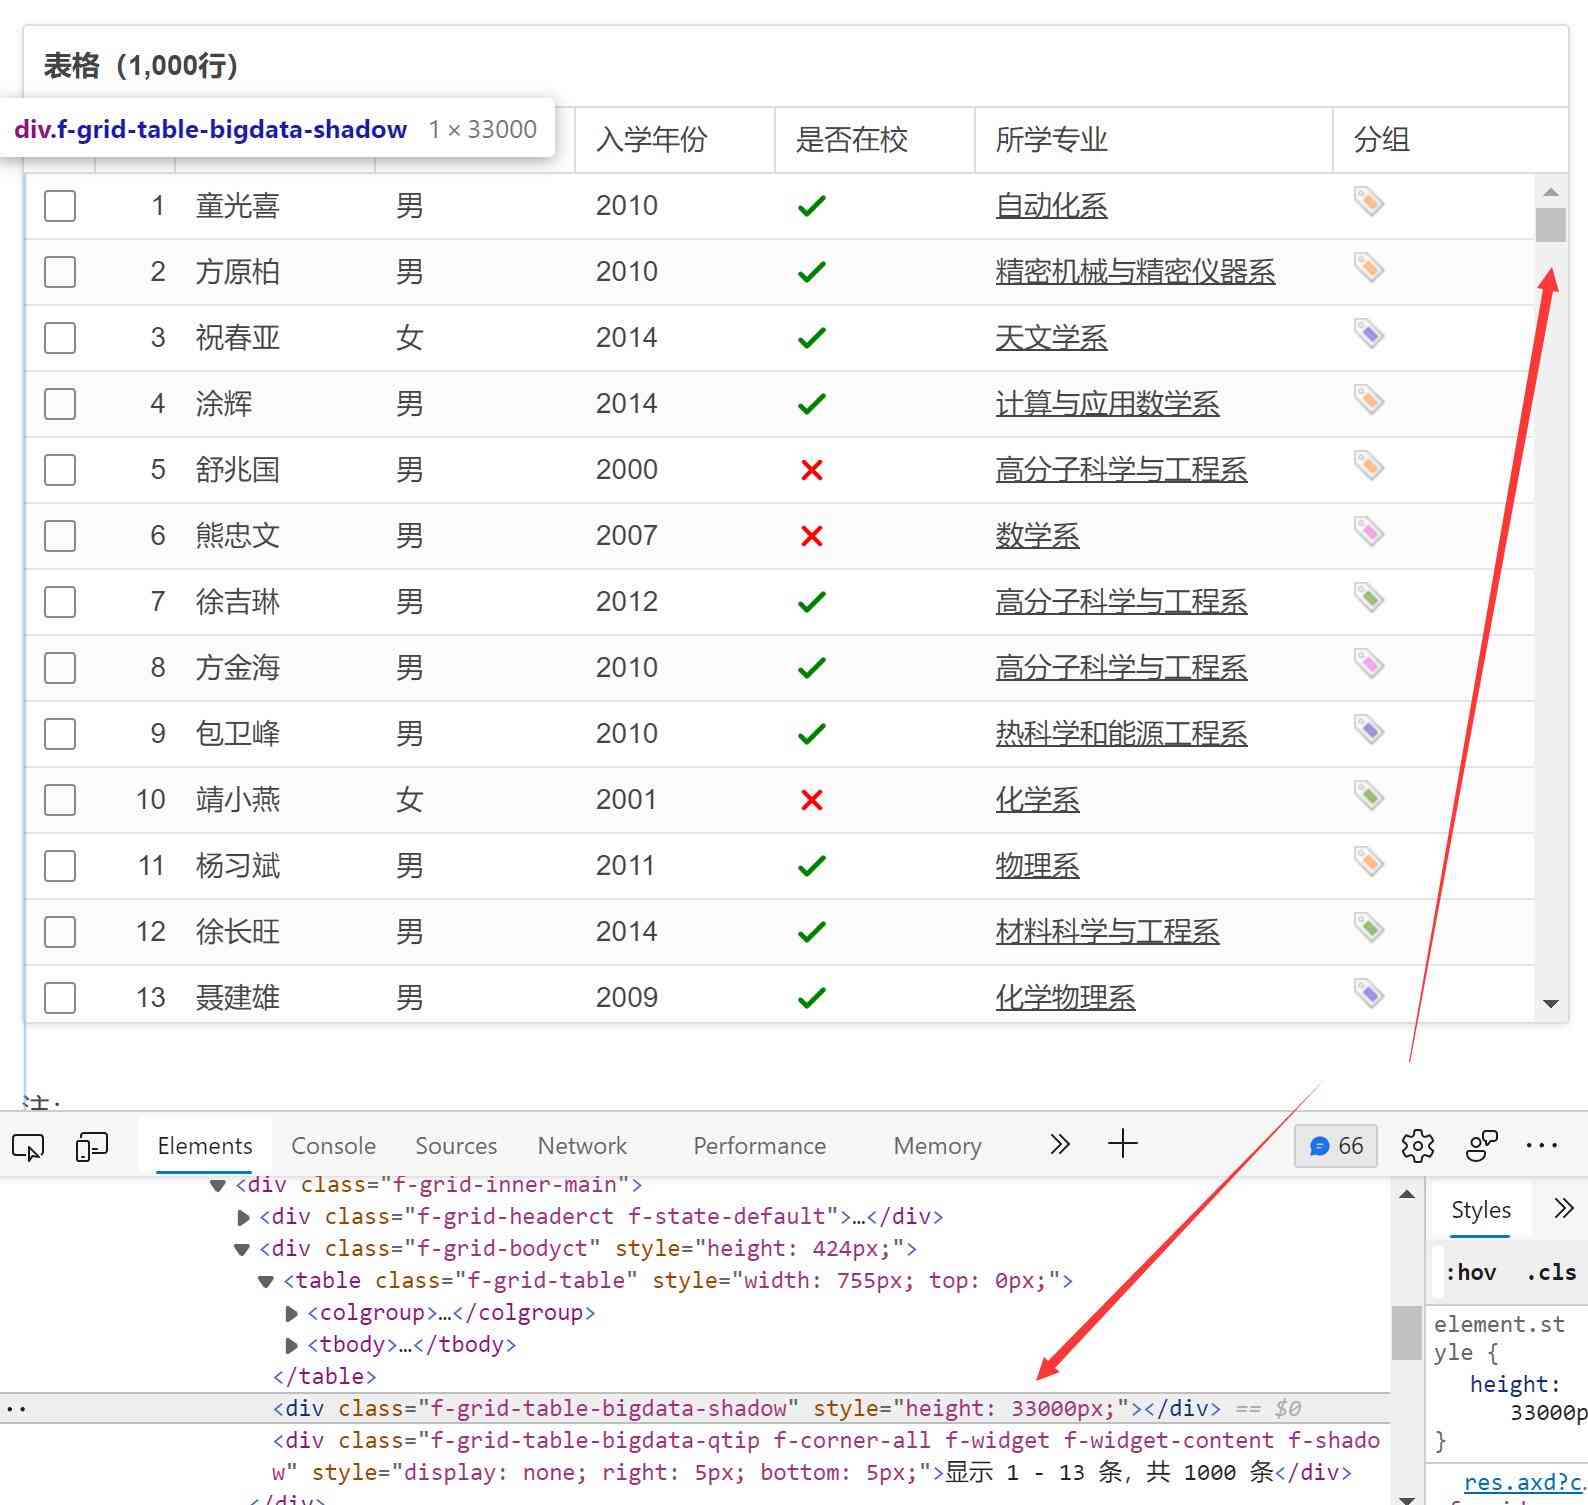 表格（1,000行）
div.f-grid-table-bigdata-shadow 1 × 33000
入学年份 是否在校 所学专业 分组
1 童光喜 男 2010 自动化系
2 方原柏 男 2010 精密机械与精密仪器系
3 祝春亚 女 2014 天文学系
4 涂辉 男 2014 计算与应用数学系
5 舒兆国 男 2000 高分子科学与工程系
6 熊忠文 男 2007 数学系
7 徐吉琳 男 2012 高分子科学与工程系
8 方金海 男 2010 高分子科学与工程系
9 包卫峰 男 2010 热科学和能源工程系
10 靖小燕 女 2001 化学系
11 杨习斌 男 2011 物理系
12 徐长旺 男 2014 材料科学与工程系
13 聂建雄 男 2009 化学物理系
注：
Elements Console Sources Network Performance Memory 66
<div class="f-grid-inner-main">
<div class="f-grid-headerct f-state-default">…</div>
<div class="f-grid-bodyct" style="height: 424px;">
<table class="f-grid-table" style="width: 755px; top: 0px;">
<colgroup>…</colgroup>
<tbody>…</tbody>
</table>
<div class="f-grid-table-bigdata-shadow" style="height: 33000px;"></div> == $0
<div class="f-grid-table-bigdata-qtip f-corner-all f-widget f-widget-content f-shado
w" style="display: none; right: 5px; bottom: 5px;">显示 1 - 13 条, 共 1000 条</div>
</div>
Styles
:hov .cls
element.st
yle {
height:
33000p
}
res.axd?c.